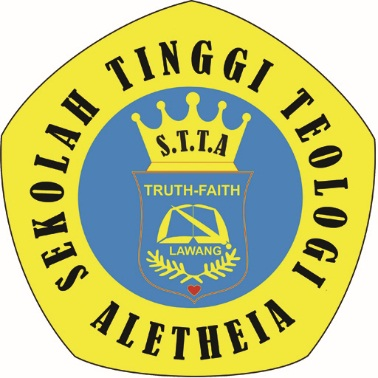 SEKOLAH TINGGI TEOLOGI
ALETHEIA
S.T.T.A
TRUTH-FAITH
LAWANG